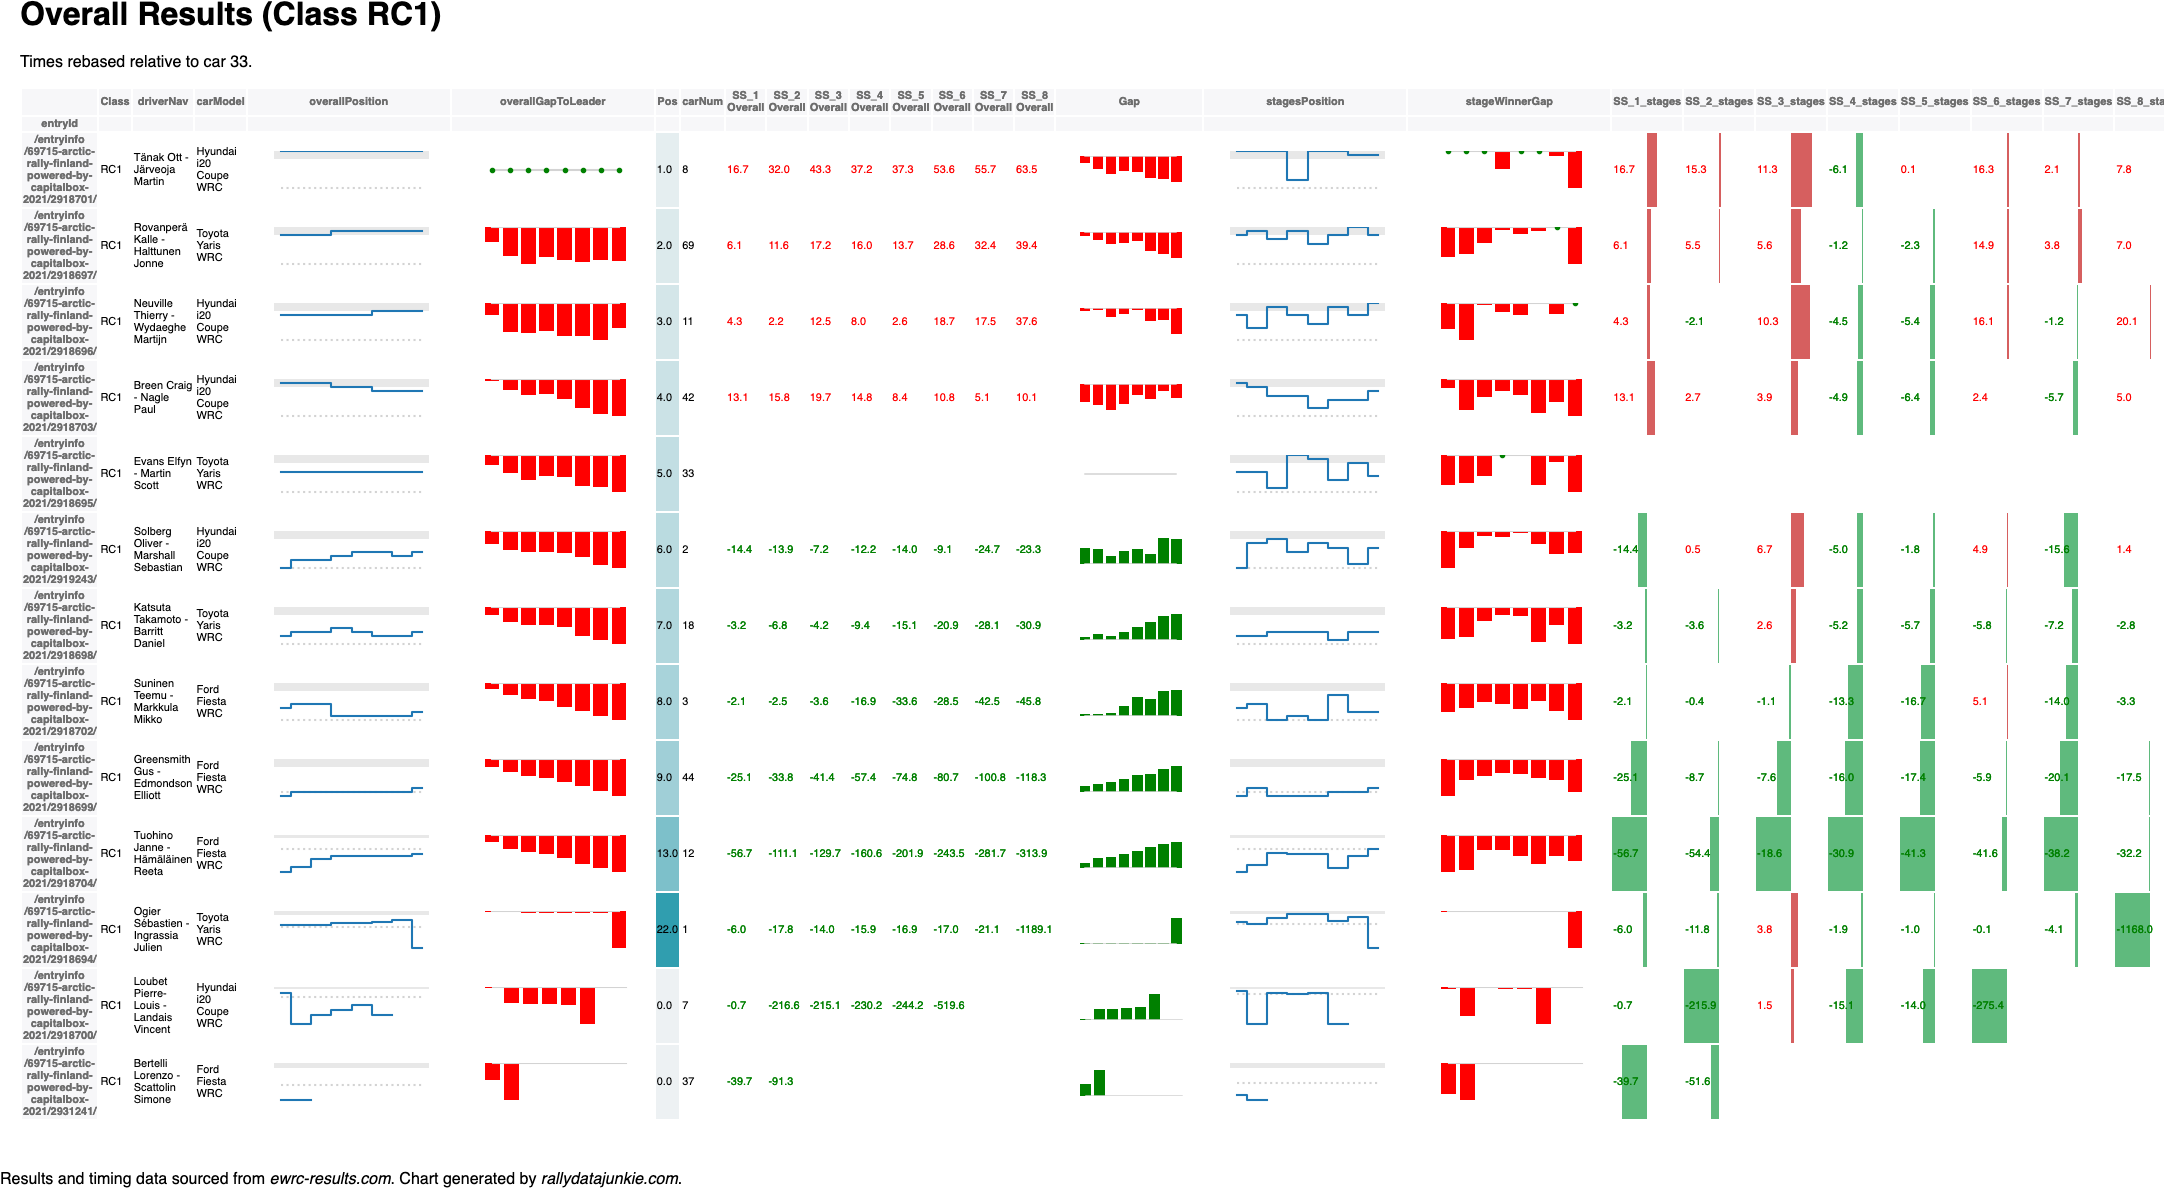 Overall Results (Class RC1)
Times rebased relative to car 33.
Class driverNav carModel overallPosition overallGapToLeader Pos carNum SS_1 Overall SS_2 Overall SS_3 Overall SS_4 Overall SS_5 Overall SS_6 Overall SS_7 Overall SS_8 Overall Gap stagesPosition stageWinnerGap SS_1_stages SS_2_stages SS_3_stages SS_4_stages SS_5_stages SS_6_stages SS_7_stages SS_8_sta
entryId
/entryinfo/69715-arctic-rally-finland-powered-by-capitalbox-2021/2918701/ RC1 Tänak Ott - Järveoja Martin Hyundai i20 Coupe WRC 1.0 8 16.7 32.0 43.3 37.2 37.3 53.6 55.7 63.5 16.7 15.3 11.3 -6.1 0.1 16.3 2.1 7.8
/entryinfo/69715-arctic-rally-finland-powered-by-capitalbox-2021/2918697/ RC1 Rovanperä Kalle - Halttunen Jonne Toyota Yaris WRC 2.0 69 6.1 11.6 17.2 16.0 13.7 28.6 32.4 39.4 6.1 5.5 5.6 -1.2 -2.3 14.9 3.8 7.0
/entryinfo/69715-arctic-rally-finland-powered-by-capitalbox-2021/2918696/ RC1 Neuville Thierry - Wydaeghe Martijn Hyundai i20 Coupe WRC 3.0 11 4.3 2.2 12.5 8.0 2.6 18.7 17.5 37.6 4.3 -2.1 10.3 -4.5 -5.4 16.1 -1.2 20.1
/entryinfo/69715-arctic-rally-finland-powered-by-capitalbox-2021/2918703/ RC1 Breen Craig - Nagle Paul Hyundai i20 Coupe WRC 4.0 42 13.1 15.8 19.7 14.8 8.4 10.8 5.1 10.1 13.1 2.7 3.9 -4.9 -6.4 2.4 -5.7 5.0
/entryinfo/69715-arctic-rally-finland-powered-by-capitalbox-2021/2918695/ RC1 Evans Elfyn - Martin Scott Toyota Yaris WRC 5.0 33
/entryinfo/69715-arctic-rally-finland-powered-by-capitalbox-2021/2919243/ RC1 Solberg Oliver - Marshall Sebastian Hyundai i20 Coupe WRC 6.0 2 -14.4 -13.9 -7.2 -12.2 -14.0 -9.1 -24.7 -23.3 -14.4 0.5 6.7 -5.0 -1.8 4.9 -15.6 1.4
/entryinfo/69715-arctic-rally-finland-powered-by-capitalbox-2021/2918698/ RC1 Katsuta Takamoto - Barritt Daniel Toyota Yaris WRC 7.0 18 -3.2 -6.8 -4.2 -9.4 -15.1 -20.9 -28.1 -30.9 -3.2 -3.6 2.6 -5.2 -5.7 -5.8 -7.2 -2.8
/entryinfo/69715-arctic-rally-finland-powered-by-capitalbox-2021/2918702/ RC1 Suninen Teemu - Markkula Mikko Ford Fiesta WRC 8.0 3 -2.1 -2.5 -3.6 -16.9 -33.6 -28.5 -42.5 -45.8 -2.1 -0.4 -1.1 -13.3 -16.7 5.1 -14.0 -3.3
/entryinfo/69715-arctic-rally-finland-powered-by-capitalbox-2021/2918699/ RC1 Greensmith Gus - Edmondson Elliott Ford Fiesta WRC 9.0 44 -25.1 -33.8 -41.4 -57.4 -74.8 -80.7 -100.8 -118.3 -25.1 -8.7 -7.6 -16.0 -17.4 -5.9 -20.1 -17.5
/entryinfo/69715-arctic-rally-finland-powered-by-capitalbox-2021/2918704/ RC1 Tuohino Janne - Hämäläinen Reeta Ford Fiesta WRC 13.0 12 -56.7 -111.1 -129.7 -160.6 -201.9 -243.5 -281.7 -313.9 -56.7 -54.4 -18.6 -30.9 -41.3 -41.6 -38.2 -32.2
/entryinfo/69715-arctic-rally-finland-powered-by-capitalbox-2021/2918694/ RC1 Ogier Sébastien - Ingrassia Julien Toyota Yaris WRC 22.0 1 -6.0 -17.8 -14.0 -15.9 -16.9 -17.0 -21.1 -1189.1 -6.0 -11.8 3.8 -1.9 -1.0 -0.1 -4.1 -1168.0
/entryinfo/69715-arctic-rally-finland-powered-by-capitalbox-2021/2918700/ RC1 Loubet Pierre-Louis - Landais Vincent Hyundai i20 Coupe WRC 0.0 7 -0.7 -216.6 -215.1 -230.2 -244.2 -519.6 -0.7 -215.9 1.5 -15.1 -14.0 -275.4
/entryinfo/69715-arctic-rally-finland-powered-by-capitalbox-2021/2931241/ RC1 Bertelli Lorenzo - Scattolin Simone Ford Fiesta WRC 0.0 37 -39.7 -91.3 -39.7 -51.6
Results and timing data sourced from ewrc-results.com. Chart generated by rallydatajunkie.com.